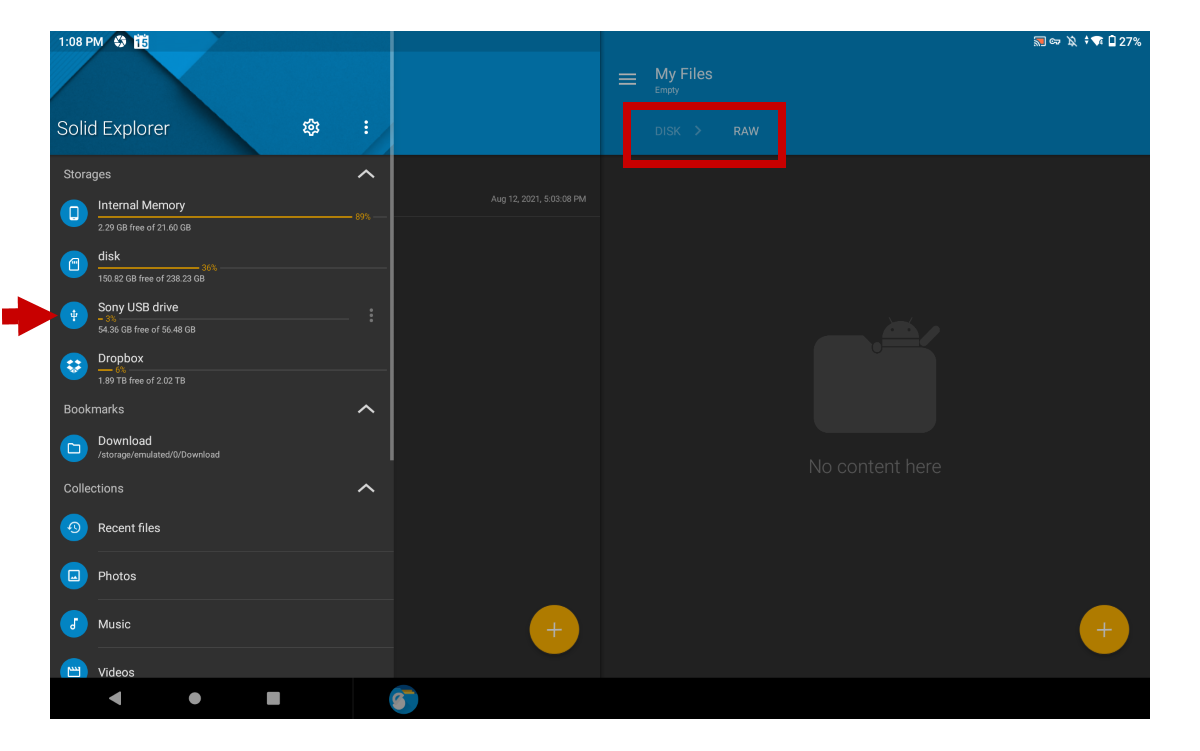 1:08 PM 15
27%
My Files
Empty
Solid Explorer
DISK > RAW
Storages
Internal Memory
89%
2.29 GB free of 21.60 GB
Aug 12, 2021, 5:03:08 PM
disk
36%
150.82 GB free of 238.23 GB
Sony USB drive
3%
54.36 GB free of 56.48 GB
Dropbox
6%
1.89 TB free of 2.02 TB
Bookmarks
Download
/storage/emulated/0/Download
No content here
Collections
Recent files
Photos
Music
Videos